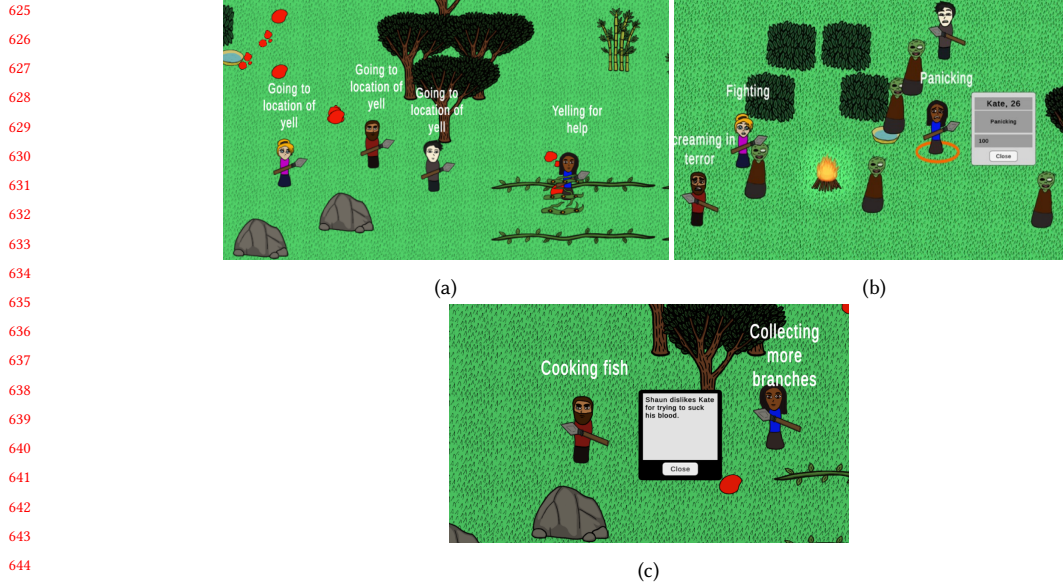 625
626
627
628
629
630
631
632
633
634
635
636
637
638
639
640
641
642
643
644
Going to
location of
yell
Going to
location of
yell
Going to
location of
yell
Yelling for
help
(a)
Fighting
creaming in
terror
Panicking
Kate, 26
Panicking
100
Close
(b)
Cooking fish
Collecting
more
branches
Shaun dislikes Kate
for trying to suck
his blood.
Close
(c)